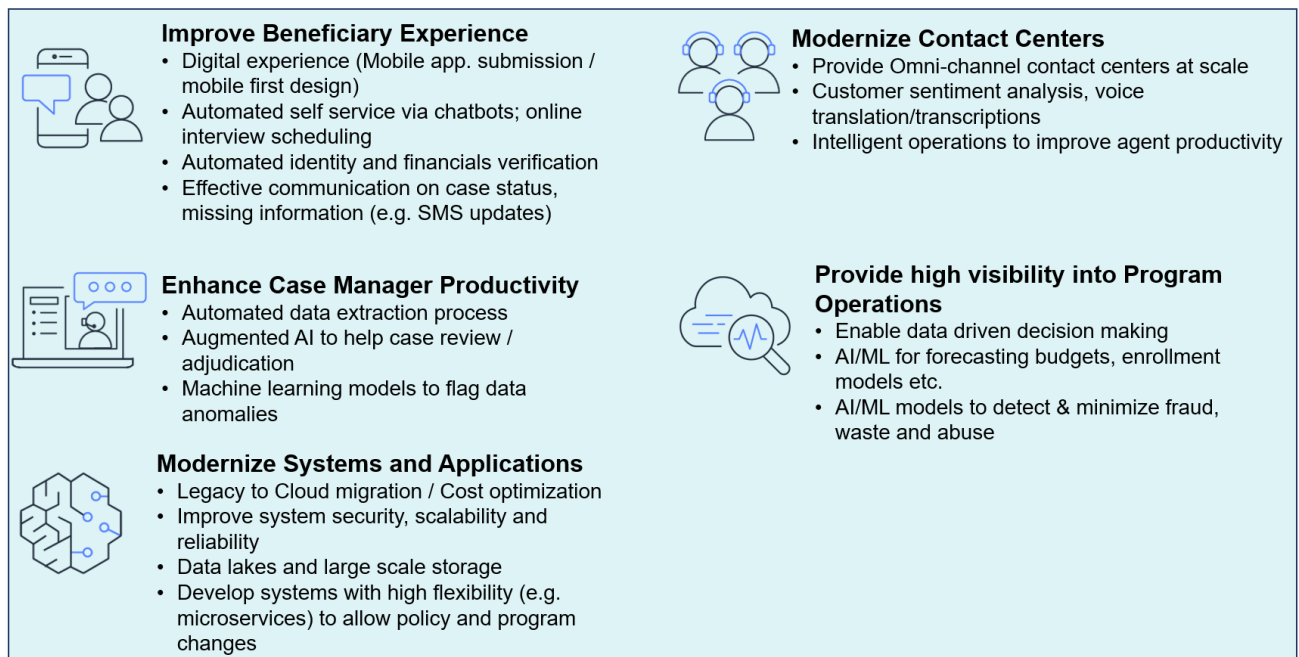 Improve Beneficiary Experience
• Digital experience (Mobile app. submission /
mobile first design)
• Automated self service via chatbots; online
interview scheduling
• Automated identity and financials verification
• Effective communication on case status,
missing information (e.g. SMS updates)
Modernize Contact Centers
• Provide Omni-channel contact centers at scale
• Customer sentiment analysis, voice
translation/transcriptions
• Intelligent operations to improve agent productivity
Enhance Case Manager Productivity
• Automated data extraction process
• Augmented AI to help case review /
adjudication
• Machine learning models to flag data
anomalies
Provide high visibility into Program
Operations
• Enable data driven decision making
• AI/ML for forecasting budgets, enrollment
models etc.
• AI/ML models to detect & minimize fraud,
waste and abuse
Modernize Systems and Applications
• Legacy to Cloud migration / Cost optimization
• Improve system security, scalability and
reliability
• Data lakes and large scale storage
• Develop systems with high flexibility (e.g.
microservices) to allow policy and program
changes